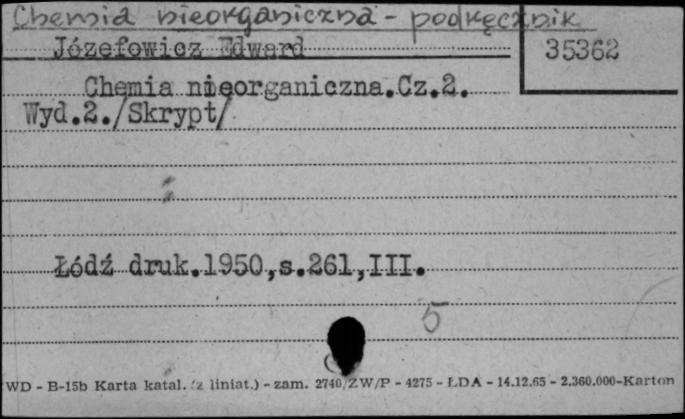 Chemia nieorganiczna - podręcznik
Józefowicz Edward
35362
Chemia nieorganiczna.Cz.2.
Wyd.2./Skrypt/
Łódź druk.1950,s.261,III.
5
WD - B-15b Karta katal. (z liniat.) - zam. 2740/ZW/P - 4275 - ŁDA - 14.12.65 - 2.360.000-Karton